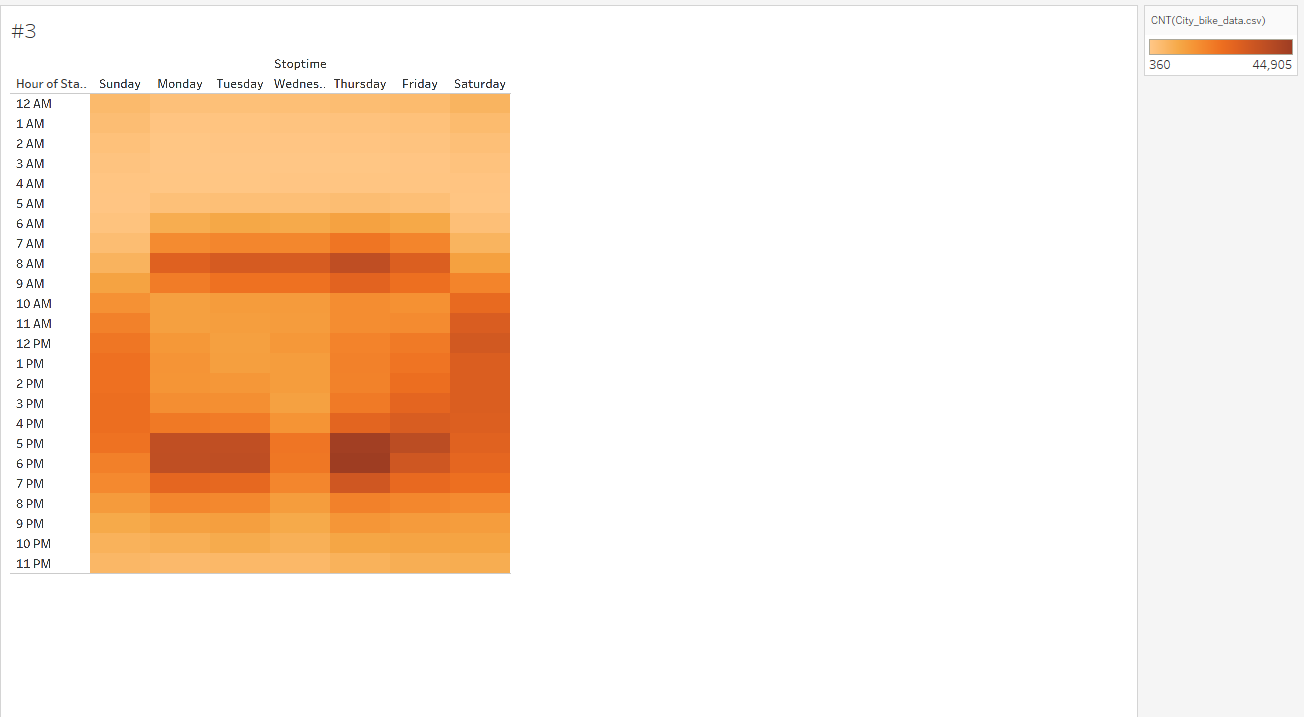 #3
Stoptime
Hour of Sta.. Sunday Monday Tuesday Wednes.. Thursday Friday Saturday
12 AM
1 AM
2 AM
3 AM
4 AM
5 AM
6 AM
7 AM
8 AM
9 AM
10 AM
11 AM
12 PM
1 PM
2 PM
3 PM
4 PM
5 PM
6 PM
7 PM
8 PM
9 PM
10 PM
11 PM
CNT(City_bike_data.csv)
360 44,905